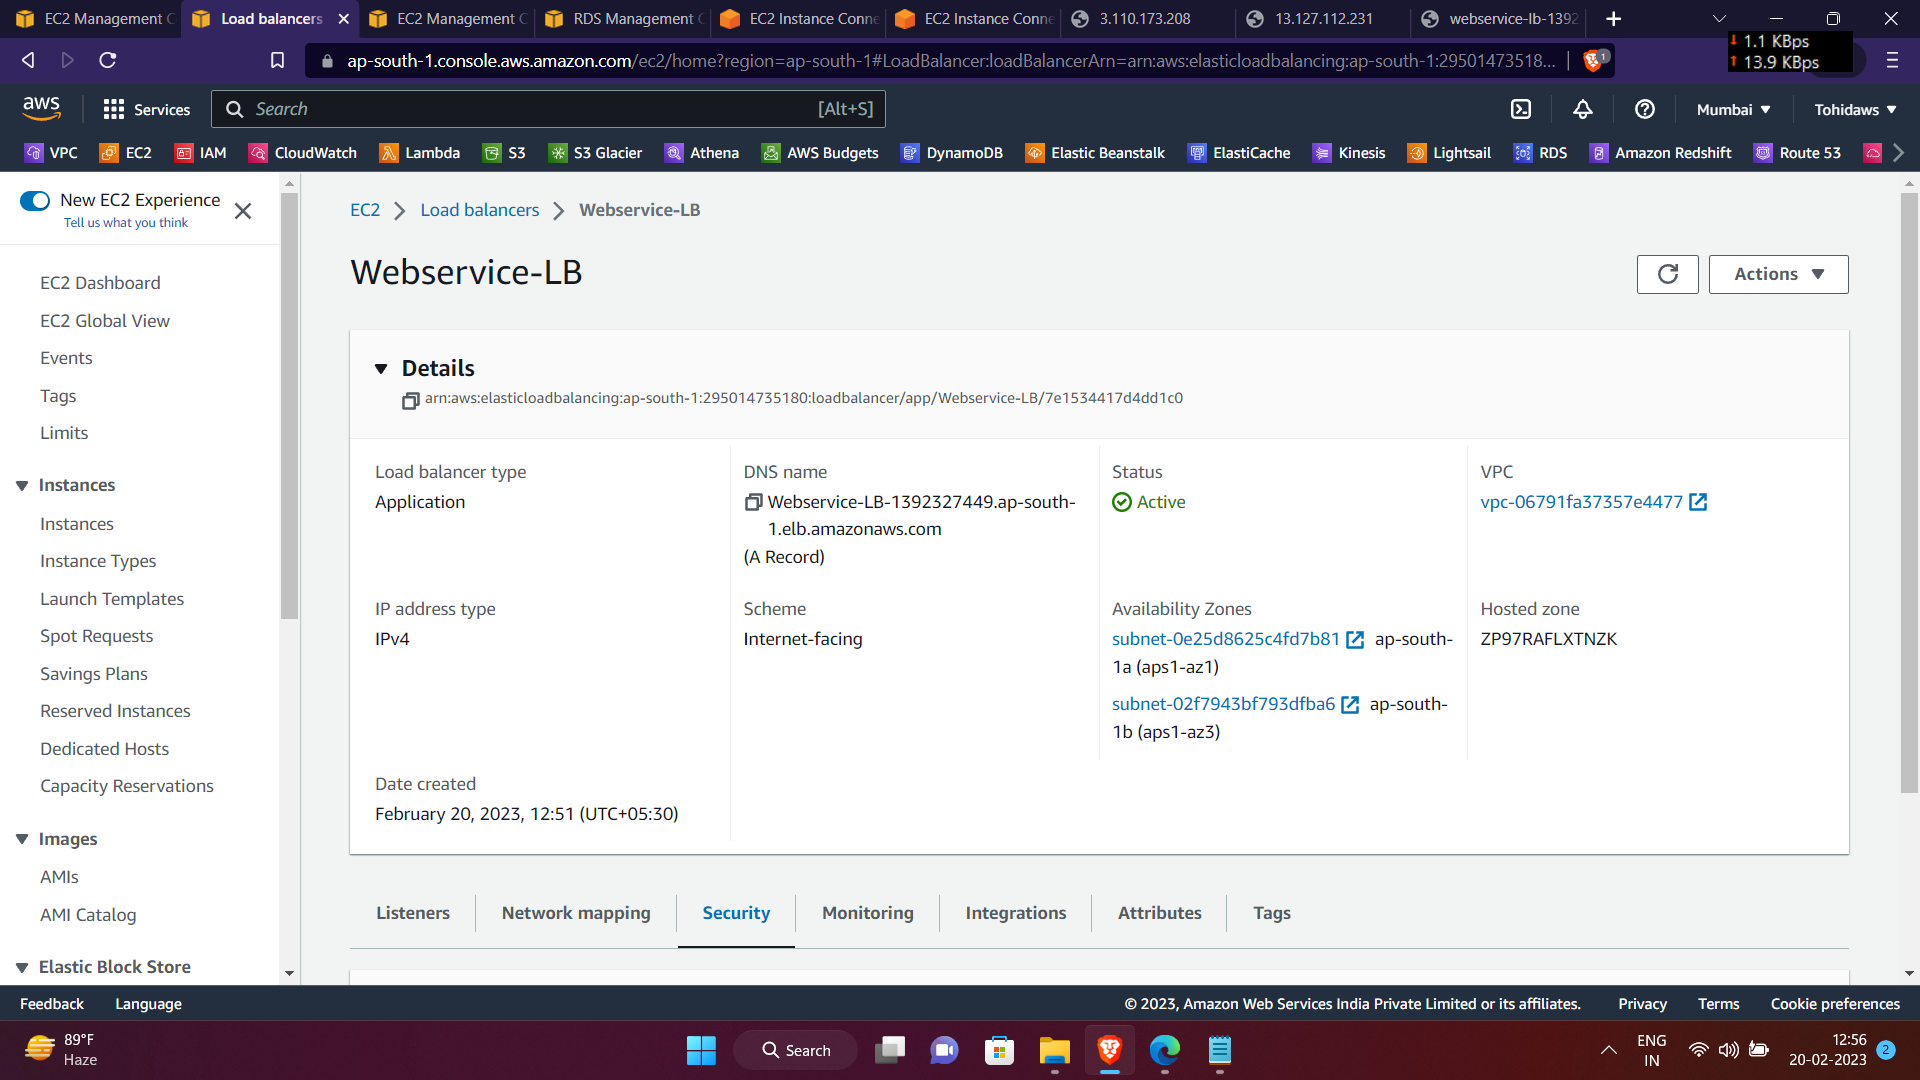 EC2 Management C
Load balancers
EC2 Management C
RDS Management C
EC2 Instance Conne
EC2 Instance Conne
3.110.173.208
13.127.112.231
webservice-lb-1392
ap-south-1.console.aws.amazon.com/ec2/home?region=ap-south-1#LoadBalancer:loadBalancerArn=arn:aws:elasticloadbalancing:ap-south-1:29501473518...
1
1.1 KBps
13.9 KBps
aws
Services
Search
[Alt+S]
Mumbai
Tohidaws
VPC
EC2
IAM
CloudWatch
Lambda
S3
S3 Glacier
Athena
AWS Budgets
DynamoDB
Elastic Beanstalk
ElastiCache
Kinesis
Lightsail
RDS
Amazon Redshift
Route 53
New EC2 Experience
Tell us what you think
EC2 Dashboard
EC2 Global View
Events
Tags
Limits
Instances
Instances
Instance Types
Launch Templates
Spot Requests
Savings Plans
Reserved Instances
Dedicated Hosts
Capacity Reservations
Images
AMIs
AMI Catalog
Elastic Block Store
EC2 > Load balancers > Webservice-LB
Webservice-LB
Actions
Details
arn:aws:elasticloadbalancing:ap-south-1:295014735180:loadbalancer/app/Webservice-LB/7e1534417d4dd1c0
Load balancer type
Application
DNS name
Webservice-LB-1392327449.ap-south-
1.elb.amazonaws.com
(A Record)
Status
Active
VPC
vpc-06791fa37357e4477
IP address type
IPv4
Scheme
Internet-facing
Availability Zones
subnet-0e25d8625c4fd7b81 ap-south-
1a (aps1-az1)
subnet-02f7943bf793dfba6 ap-south-
1b (aps1-az3)
Hosted zone
ZP97RAFLXTNZK
Date created
February 20, 2023, 12:51 (UTC+05:30)
Listeners
Network mapping
Security
Monitoring
Integrations
Attributes
Tags
Feedback
Language
© 2023, Amazon Web Services India Private Limited or its affiliates.
Privacy
Terms
Cookie preferences
89°F
Haze
Search
ENG
IN
12:56
20-02-2023
2